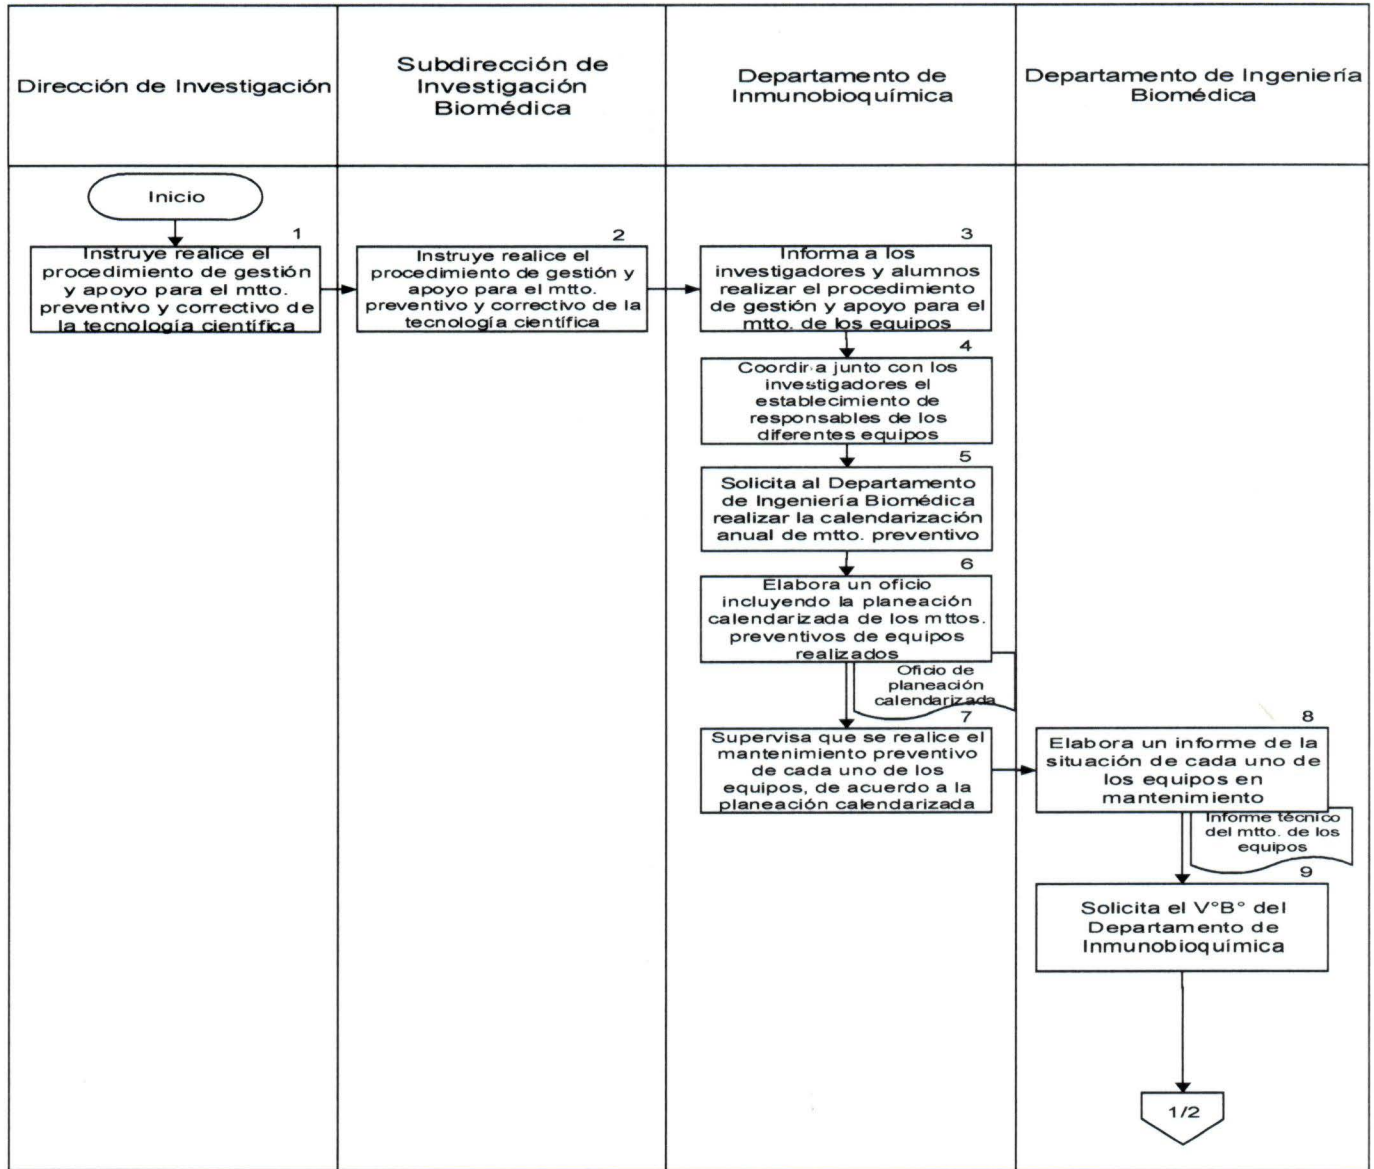 Dirección de Investigación
Subdirección de
Investigación
Biomédica
Departamento de
Inmunobioquímica
Departamento de Ingeniería
Biomédica
Inicio
1
Instruye realice el
procedimiento de gestión
y apoyo para el mtto.
preventivo y correctivo de
la tecnología científica
2
Instruye realice el
procedimiento de gestión y
apoyo para el mtto.
preventivo y correctivo de la
tecnología científica
3
Informa a los
investigadores y alumnos
realizar el procedimiento
de gestión y apoyo para el
mtto. de los equipos
4
Coordina junto con los
investigadores el
establecimiento de
responsables de los
diferentes equipos
5
Solicita al Departamento
de Ingeniería Biomédica
realizar la calendarización
anual de mtto. preventivo
6
Elabora un oficio
incluyendo la planeación
calendarizada de los mttos.
preventivos de equipos
realizados
Oficio de
planeación
calendarizada
7
Supervisa que se realice el
mantenimiento preventivo
de cada uno de los
equipos, de acuerdo a la
planeación calendarizada
8
Elabora un informe de la
situación de cada uno de
los equipos en
mantenimiento
Informe técnico
del mtto. de los
equipos
9
Solicita el V°B° del
Departamento de
Inmunobioquímica
1/2